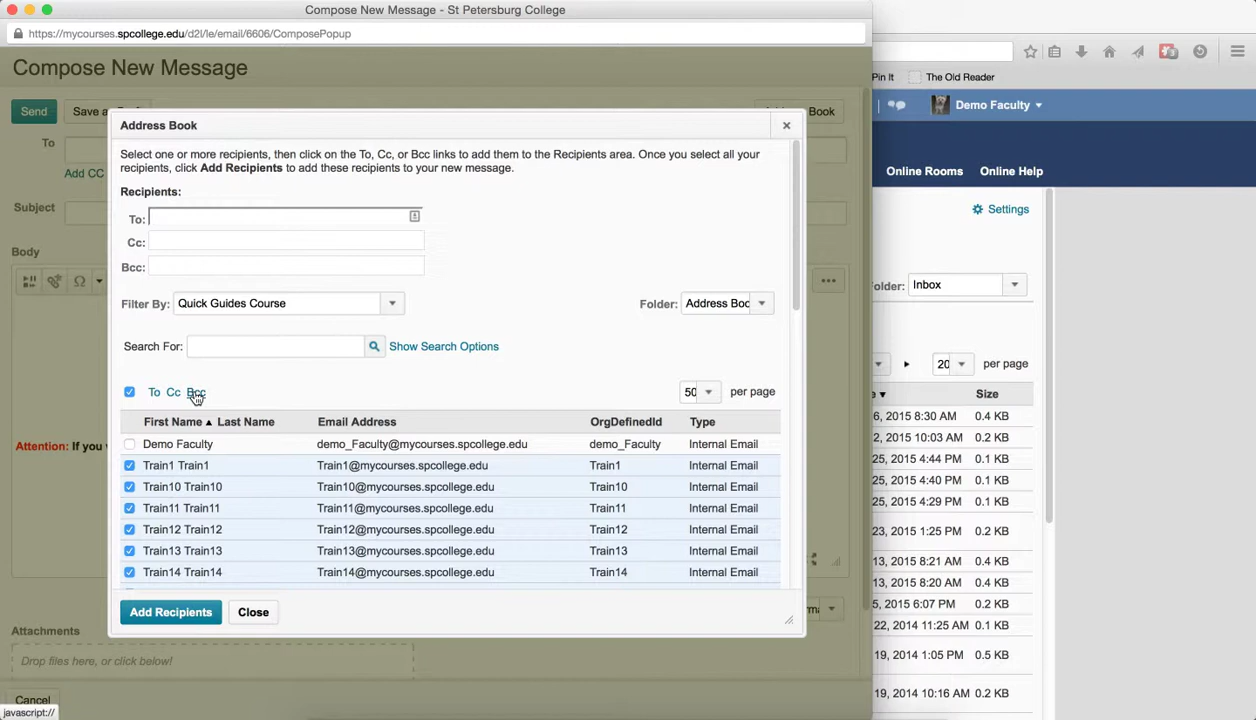 Compose New Message - St Petersburg College
https://mycourses.spcollege.edu/d2l/le/email/6606/ComposePopup
Pin It
The Old Reader
Compose New Message
Demo Faculty
Send
Save a
Book
Address Book
To
Select one or more recipients, then click on the To, Cc, or Bcc links to add them to the Recipients area. Once you select all your
recipients, click Add Recipients to add these recipients to your new message.
Online Rooms
Online Help
Add CC
Recipients:
Subject
To:
Settings
Cc:
Body
Bcc:
Filter By:
Quick Guides Course
Folder:
Address Boo
older:
Inbox
Search For:
Show Search Options
per page
To Cc Bcc
50
per page
20
Size
First Name
Last Name
Email Address
OrgDefinedId
Type
6, 2015 8:30 AM
0.4 KB
Attention: If you
Demo Faculty
demo_Faculty@mycourses.spcollege.edu
demo_Faculty
Internal Email
2, 2015 10:03 AM
0.2 KB
Train1 Train1
Train1@mycourses.spcollege.edu
Train1
Internal Email
25, 2015 4:44 PM
0.2 KB
Train10 Train10
Train10@mycourses.spcollege.edu
Train10
Internal Email
25, 2015 4:40 PM
0.2 KB
Train11 Train11
Train11@mycourses.spcollege.edu
Train11
Internal Email
25, 2015 4:29 PM
0.2 KB
Train12 Train12
Train12@mycourses.spcollege.edu
Train12
Internal Email
23, 2015 1:25 PM
0.2 KB
Train13 Train13
Train13@mycourses.spcollege.edu
Train13
Internal Email
13, 2015 8:21 AM
0.4 KB
Train14 Train14
Train14@mycourses.spcollege.edu
Train14
Internal Email
13, 2015 8:20 AM
0.2 KB
5, 2015 6:07 PM
0.2 KB
Add Recipients
Close
22, 2014 11:25 AM
0.1 KB
Attachments
19, 2014 1:05 PM
0.5 KB
Drop files here, or click below!
Cancel
19, 2014 10:16 AM
0.2 KB
javascript://